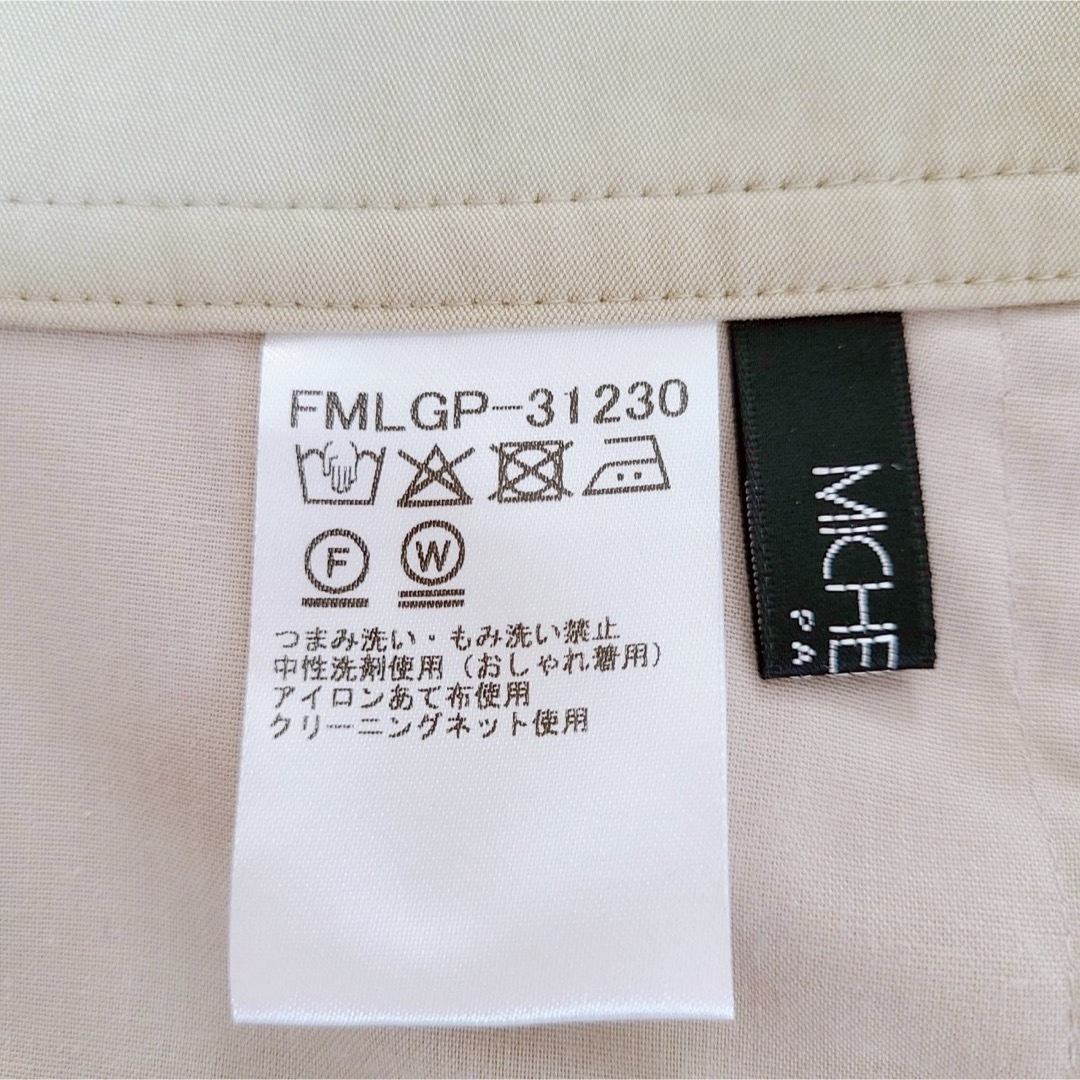 FMLGP-31230
F W
つまみ洗い・もみ洗い禁止
中性洗剤使用（おしゃれ着用）
アイロンあて布使用
クリーニングネット使用
MICHE
PA